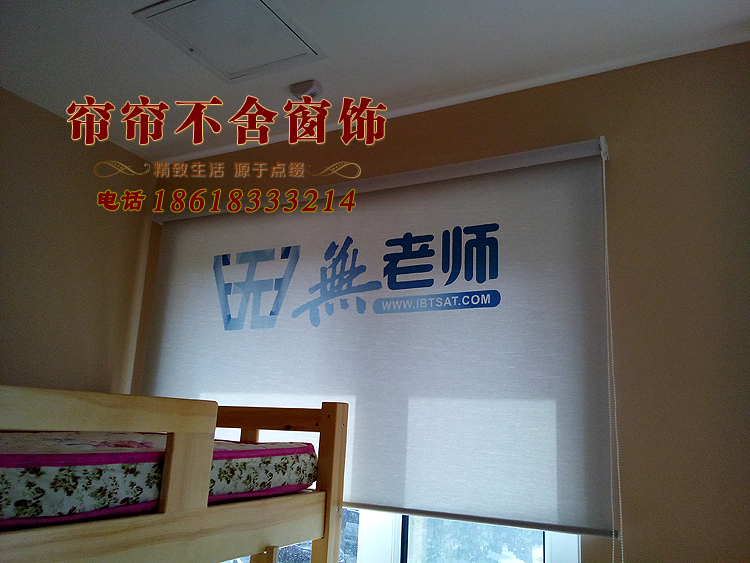 帘帘不舍窗饰
精致生活 源于点缀
电话 18618333214
無老师
WWW.IBTSAT.COM